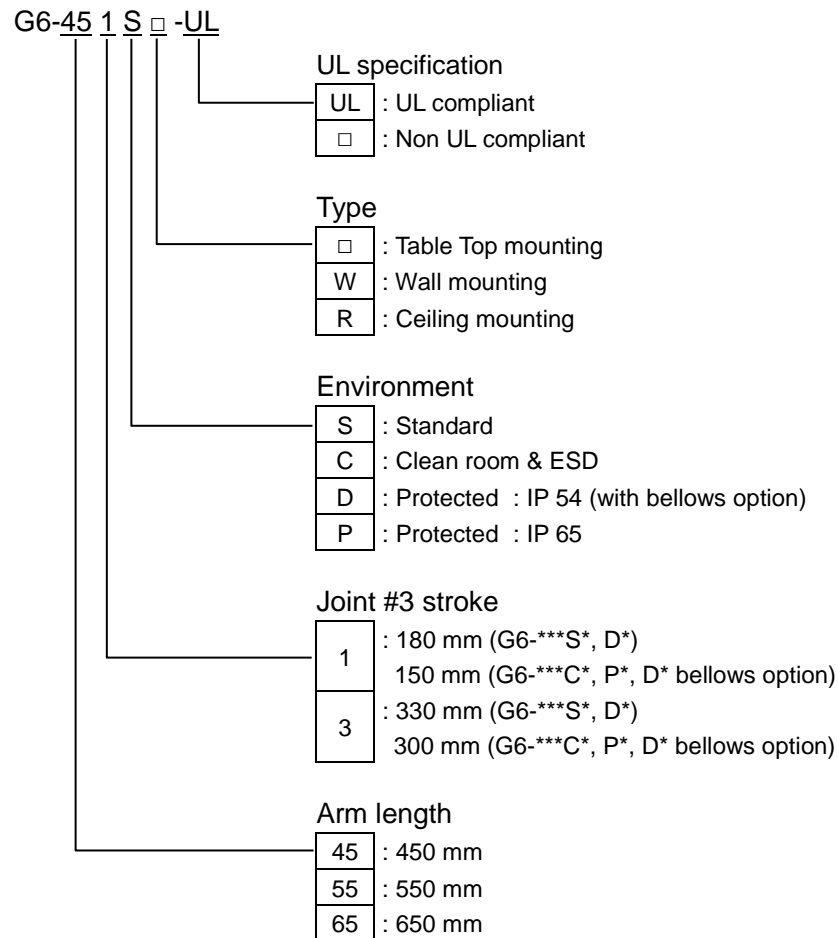 G6-45 1 S □ -UL
UL specification
UL : UL compliant
□ : Non UL compliant
Type
□ : Table Top mounting
W : Wall mounting
R : Ceiling mounting
Environment
S : Standard
C : Clean room & ESD
D : Protected : IP 54 (with bellows option)
P : Protected : IP 65
Joint #3 stroke
1 : 180 mm (G6-***S*, D*)
150 mm (G6-***C*, P*, D* bellows option)
3 : 330 mm (G6-***S*, D*)
300 mm (G6-***C*, P*, D* bellows option)
Arm length
45 : 450 mm
55 : 550 mm
65 : 650 mm